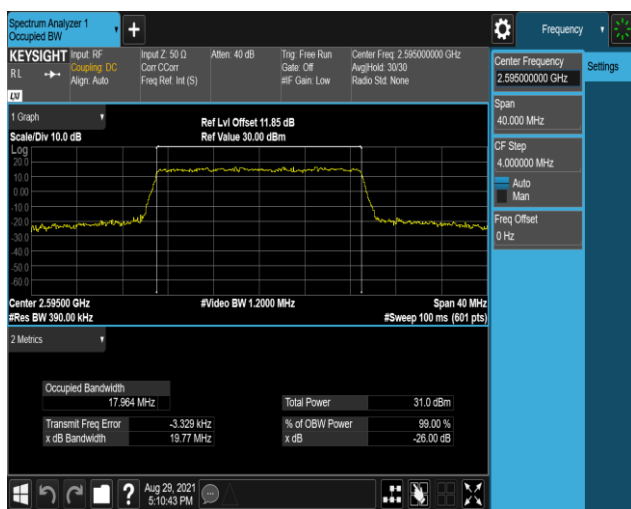 Spectrum Analyzer 1
Occupied BW
+
Frequency
KEYSIGHT
RL
Input: RF
Coupling: DC
Align: Auto
Input Z: 50 Ω
Corr CCorr
Freq Ref: Int (S)
Atten: 40 dB
Trig: Free Run
Gate: Off
#IF Gain: Low
Center Freq: 2.595000000 GHz
Avg|Hold: 30/30
Radio Std: None
LXI
1 Graph
Scale/Div 10.0 dB
Ref Lvl Offset 11.85 dB
Ref Value 30.00 dBm
Log
20.0
10.0
0.00
-10.0
-20.0
-30.0
-40.0
-50.0
-60.0
Center 2.59500 GHz
#Res BW 390.00 kHz
#Video BW 1.2000 MHz
Span 40 MHz
#Sweep 100 ms (601 pts)
2 Metrics
Occupied Bandwidth
17.964 MHz
Transmit Freq Error -3.329 kHz
x dB Bandwidth 19.77 MHz
Total Power 31.0 dBm
% of OBW Power 99.00 %
x dB -26.00 dB
Center Frequency
2.595000000 GHz
Span
40.000 MHz
CF Step
4.000000 MHz
Auto
Man
Freq Offset
0 Hz
Settings
?
Aug 29, 2021
5:10:43 PM